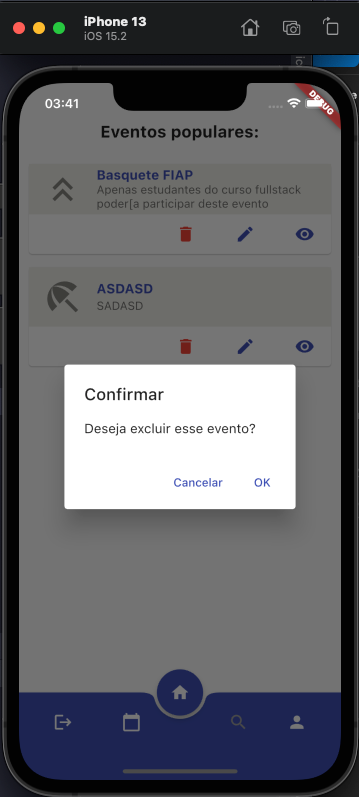 iPhone 13
iOS 15.2
03:41
DEBUG
Eventos populares:
Basquete FIAP
Apenas estudantes do curso fullstack
poder[a participar deste evento
ASDASD
SADASD
Confirmar
Deseja excluir esse evento?
Cancelar
OK